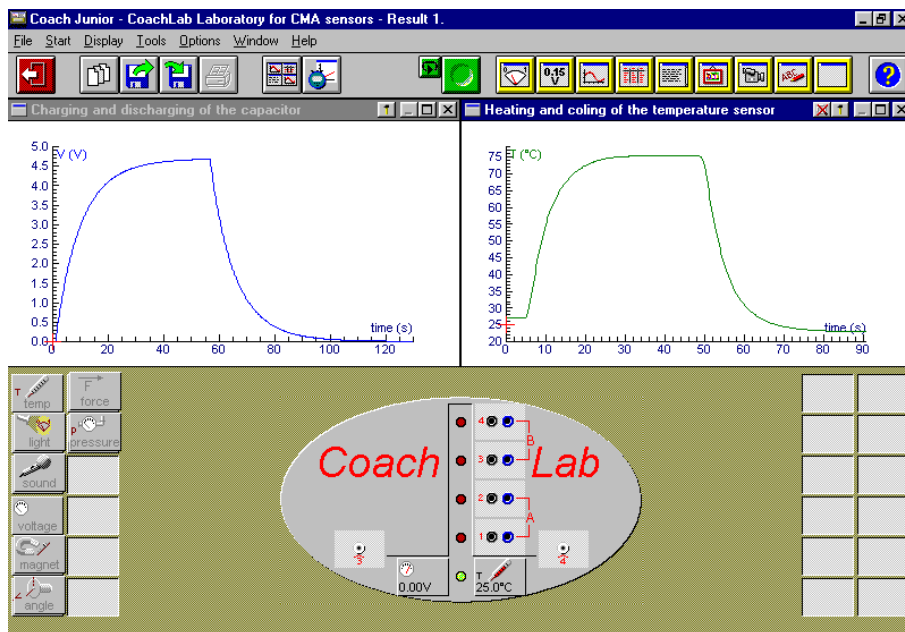 Coach Junior - CoachLab Laboratory for CMA sensors - Result 1.
File Start Display Tools Options Window Help
0.15 V
ABC
?
Charging and discharging of the capacitor
Heating and coling of the temperature sensor
V (V)
5.0
4.5
4.0
3.5
3.0
2.5
2.0
1.5
1.0
0.5
0.0
0 20 40 60 80 100 120
time (s)
T (°C)
75
70
65
60
55
50
45
40
35
30
25
20
0 10 20 30 40 50 60 70 80 90
time (s)
T temp
F force
light
p pressure
sound
voltage
magnet
angle
Coach Lab
4
B
3
2
A
1
3
4
0.00V
T 25.0°C